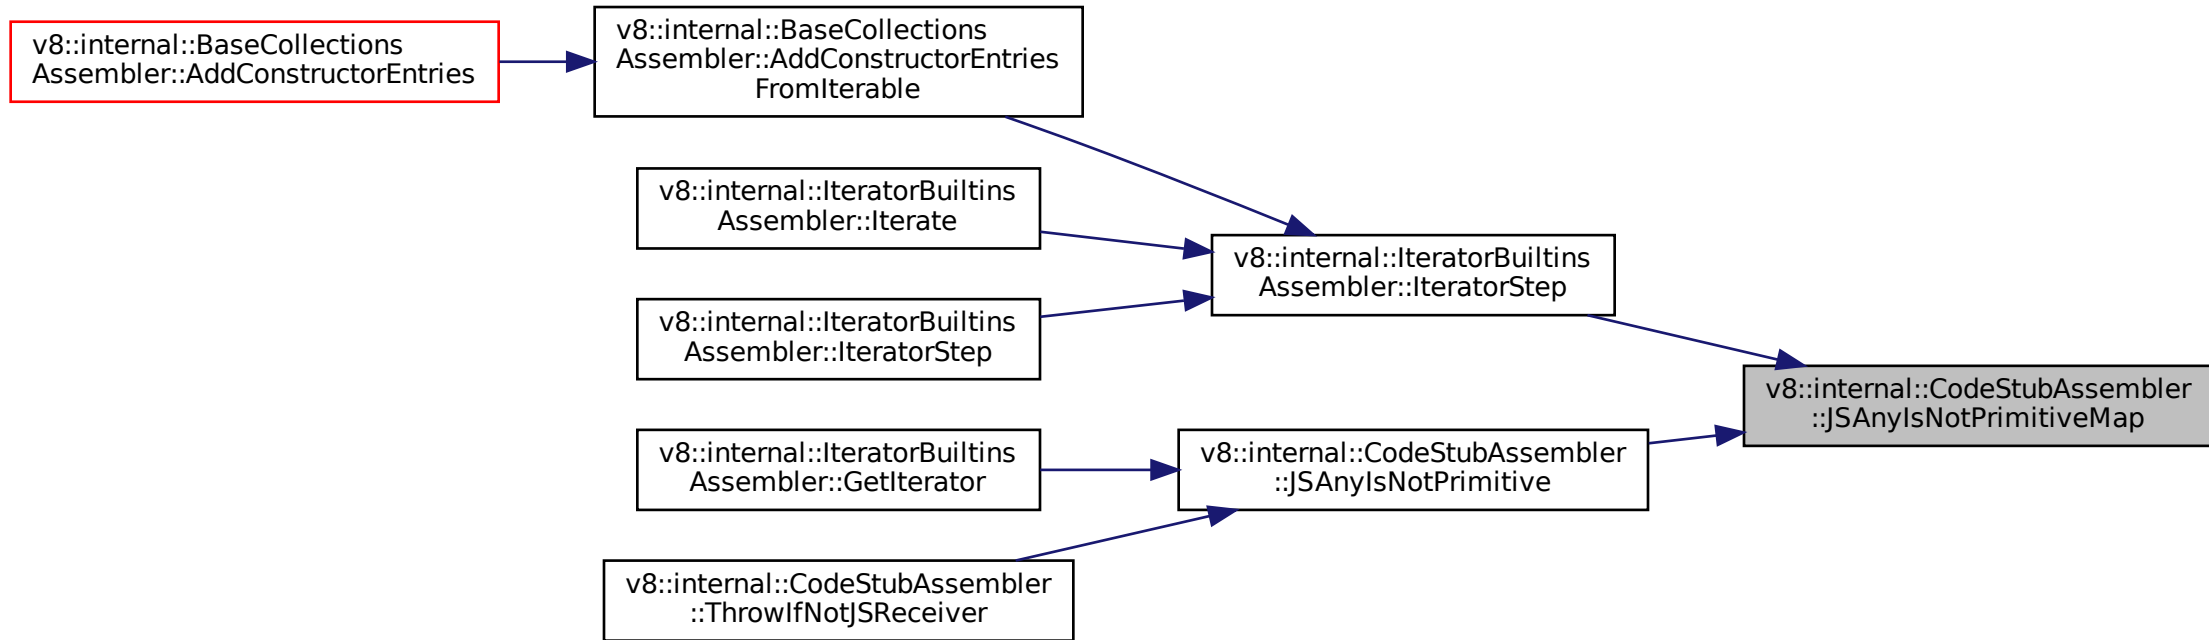 v8::internal::BaseCollections
Assembler::AddConstructorEntries
v8::internal::BaseCollections
Assembler::AddConstructorEntries
FromIterable
v8::internal::IteratorBuiltins
Assembler::Iterate
v8::internal::IteratorBuiltins
Assembler::IteratorStep
v8::internal::IteratorBuiltins
Assembler::GetIterator
v8::internal::CodeStubAssembler
::ThrowIfNotJSReceiver
v8::internal::IteratorBuiltins
Assembler::IteratorStep
v8::internal::CodeStubAssembler
::JSAnyIsNotPrimitive
v8::internal::CodeStubAssembler
::JSAnyIsNotPrimitiveMap